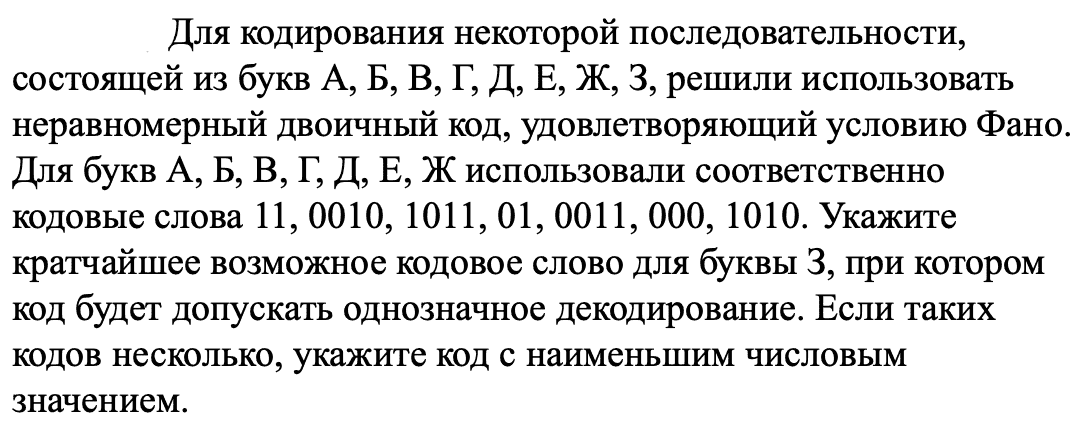 Для кодирования некоторой последовательности,
состоящей из букв А, Б, В, Г, Д, Е, Ж, З, решили использовать
неравномерный двоичный код, удовлетворяющий условию Фано.
Для букв А, Б, В, Г, Д, Е, Ж использовали соответственно
кодовые слова 11, 0010, 1011, 01, 0011, 000, 1010. Укажите
кратчайшее возможное кодовое слово для буквы З, при котором
код будет допускать однозначное декодирование. Если таких
кодов несколько, укажите код с наименьшим числовым
значением.